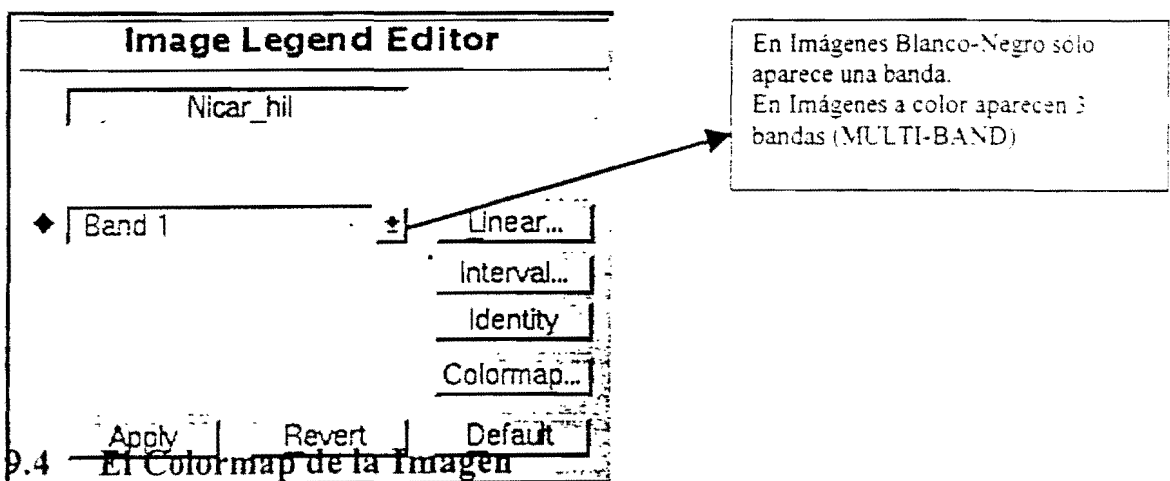 Image Legend Editor
Nicar_hil
Band 1
Linear...
Interval...
Identity
Colormap...
Apply Revert Default
En Imágenes Blanco-Negro sólo
aparece una banda.
En Imágenes a color aparecen 3
bandas (MULTI-BAND)
9.4 El Colormap de la Imagen